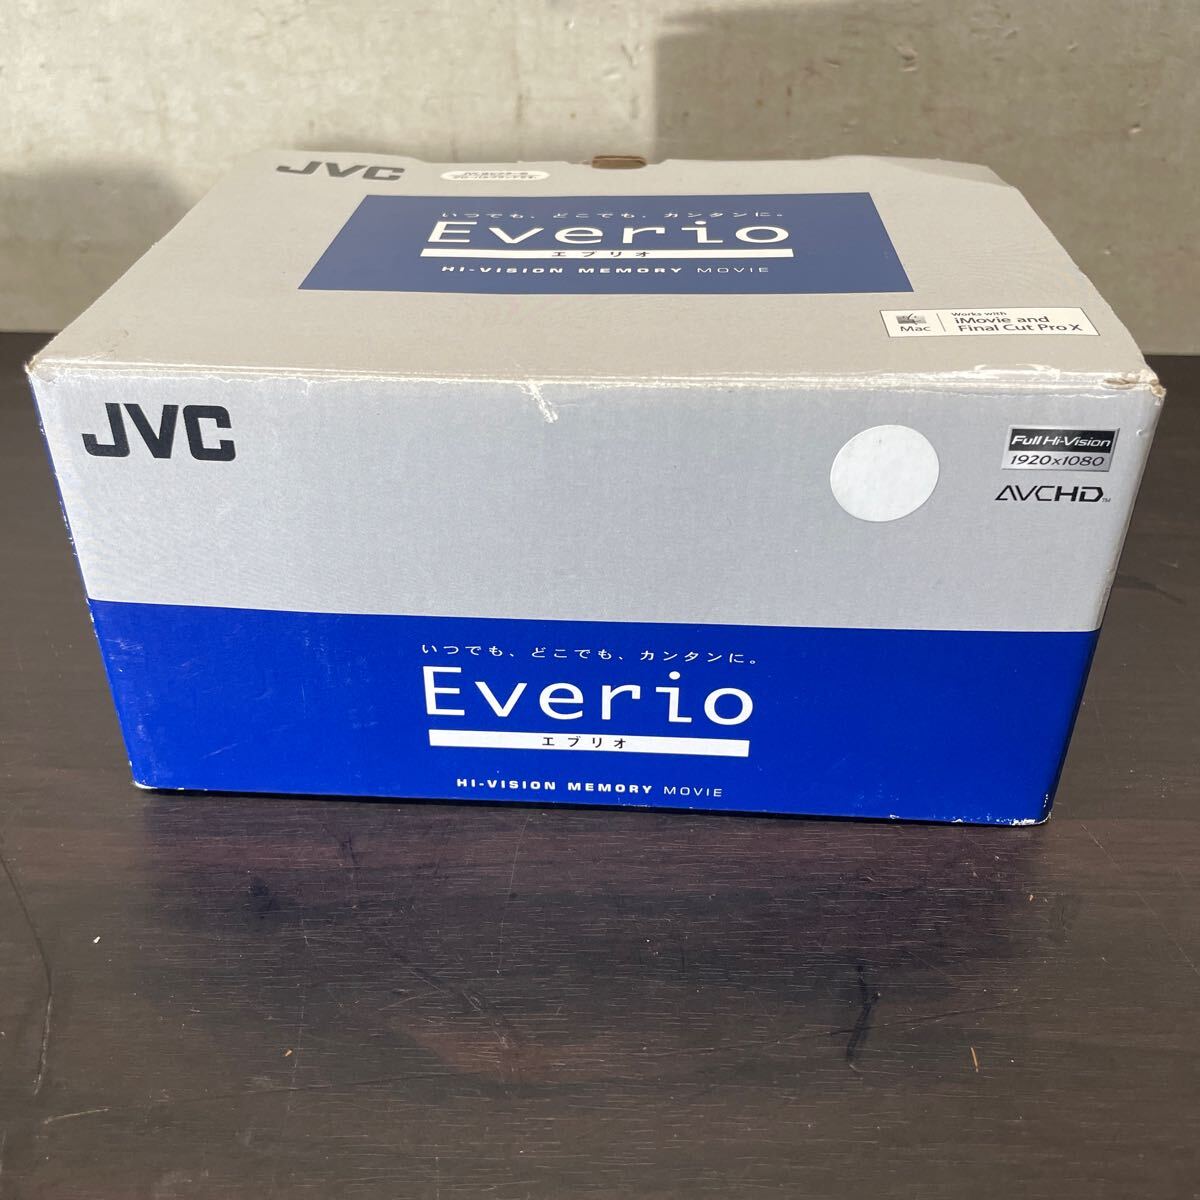 JVC
いつでも、どこでも、カンタンに。
Everio
エブリオ
HI-VISION MEMORY MOVIE
Mac
Works with
iMovie and
Final Cut Pro X
JVC
Full Hi-Vision
1920x1080
AVCHD™
いつでも、どこでも、カンタンに。
Everio
エブリオ
HI-VISION MEMORY MOVIE